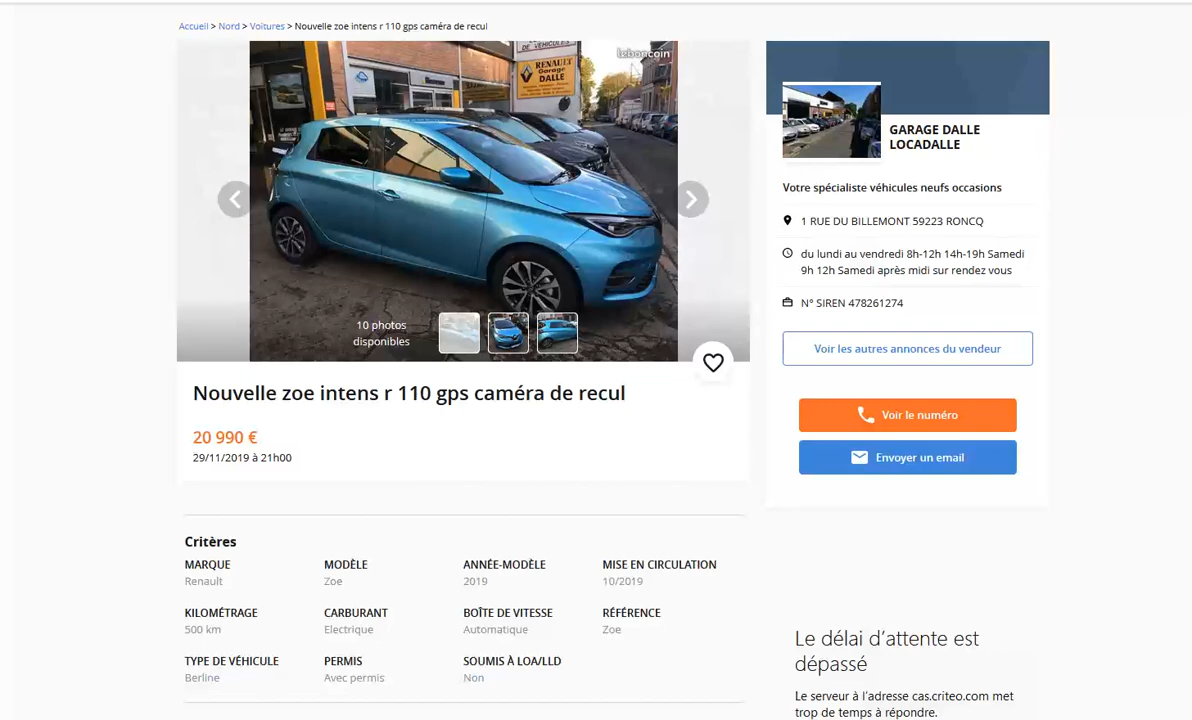 Accueil > Nord > Voitures > Nouvelle zoe intens r 110 gps caméra de recul
leboncoin
DE VEHICULES
RENAULT
Garage
DALLE
10 photos
disponibles
Nouvelle zoe intens r 110 gps caméra de recul
20 990 €
29/11/2019 à 21h00
Critères
MARQUE
Renault
MODÈLE
Zoe
ANNÉE-MODÈLE
2019
MISE EN CIRCULATION
10/2019
KILOMÉTRAGE
500 km
CARBURANT
Electrique
BOÎTE DE VITESSE
Automatique
RÉFÉRENCE
Zoe
TYPE DE VÉHICULE
Berline
PERMIS
Avec permis
SOUMIS À LOA/LLD
Non
GARAGE DALLE
LOCADALLE
Votre spécialiste véhicules neufs occasions
1 RUE DU BILLEMONT 59223 RONCQ
du lundi au vendredi 8h-12h 14h-19h Samedi
9h 12h Samedi après midi sur rendez vous
N° SIREN 478261274
Voir les autres annonces du vendeur
Voir le numéro
Envoyer un email
Le délai d’attente est
dépassé
Le serveur à l’adresse cas.criteo.com met
trop de temps à répondre.